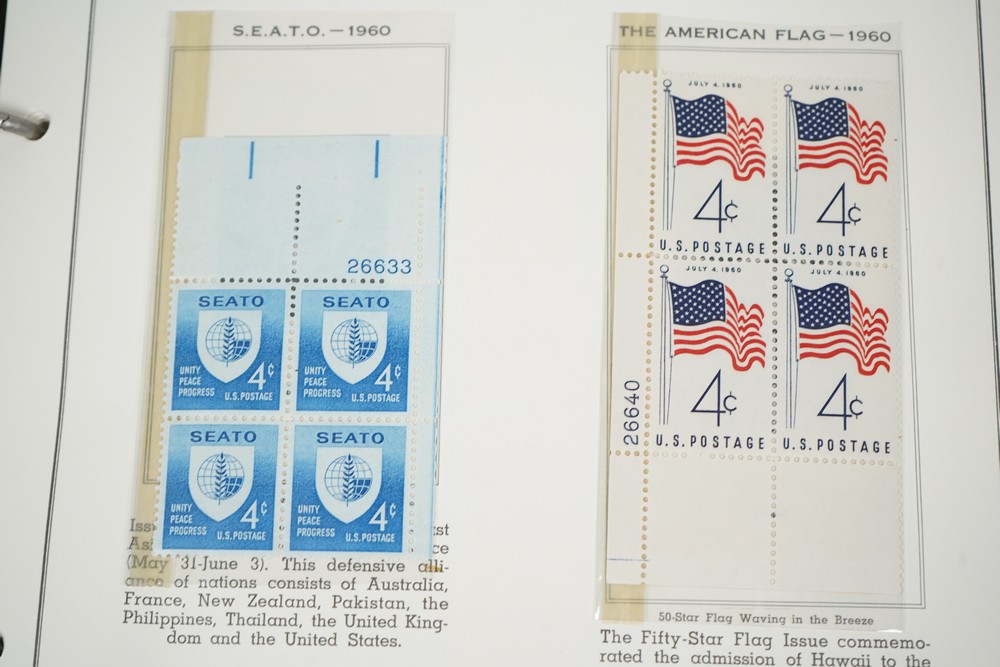 S.E.A.T.O. — 1960
26633
SEATO
UNITY
PEACE
PROGRESS
4¢
U.S. POSTAGE
SEATO
UNITY
PEACE
PROGRESS
4¢
U.S. POSTAGE
SEATO
UNITY
PEACE
PROGRESS
4¢
U.S. POSTAGE
SEATO
UNITY
PEACE
PROGRESS
4¢
U.S. POSTAGE
(May 31-June 3). This defensive alli-
ance of nations consists of Australia,
France, New Zealand, Pakistan, the
Philippines, Thailand, the United King-
dom and the United States.
THE AMERICAN FLAG — 1960
JULY 4, 1960
4¢
U.S. POSTAGE
JULY 4, 1960
4¢
U.S. POSTAGE
JULY 4, 1960
4¢
U.S. POSTAGE
JULY 4, 1960
4¢
U.S. POSTAGE
26640
50-Star Flag Waving in the Breeze
The Fifty-Star Flag Issue commemo-
rated the admission of Hawaii to the